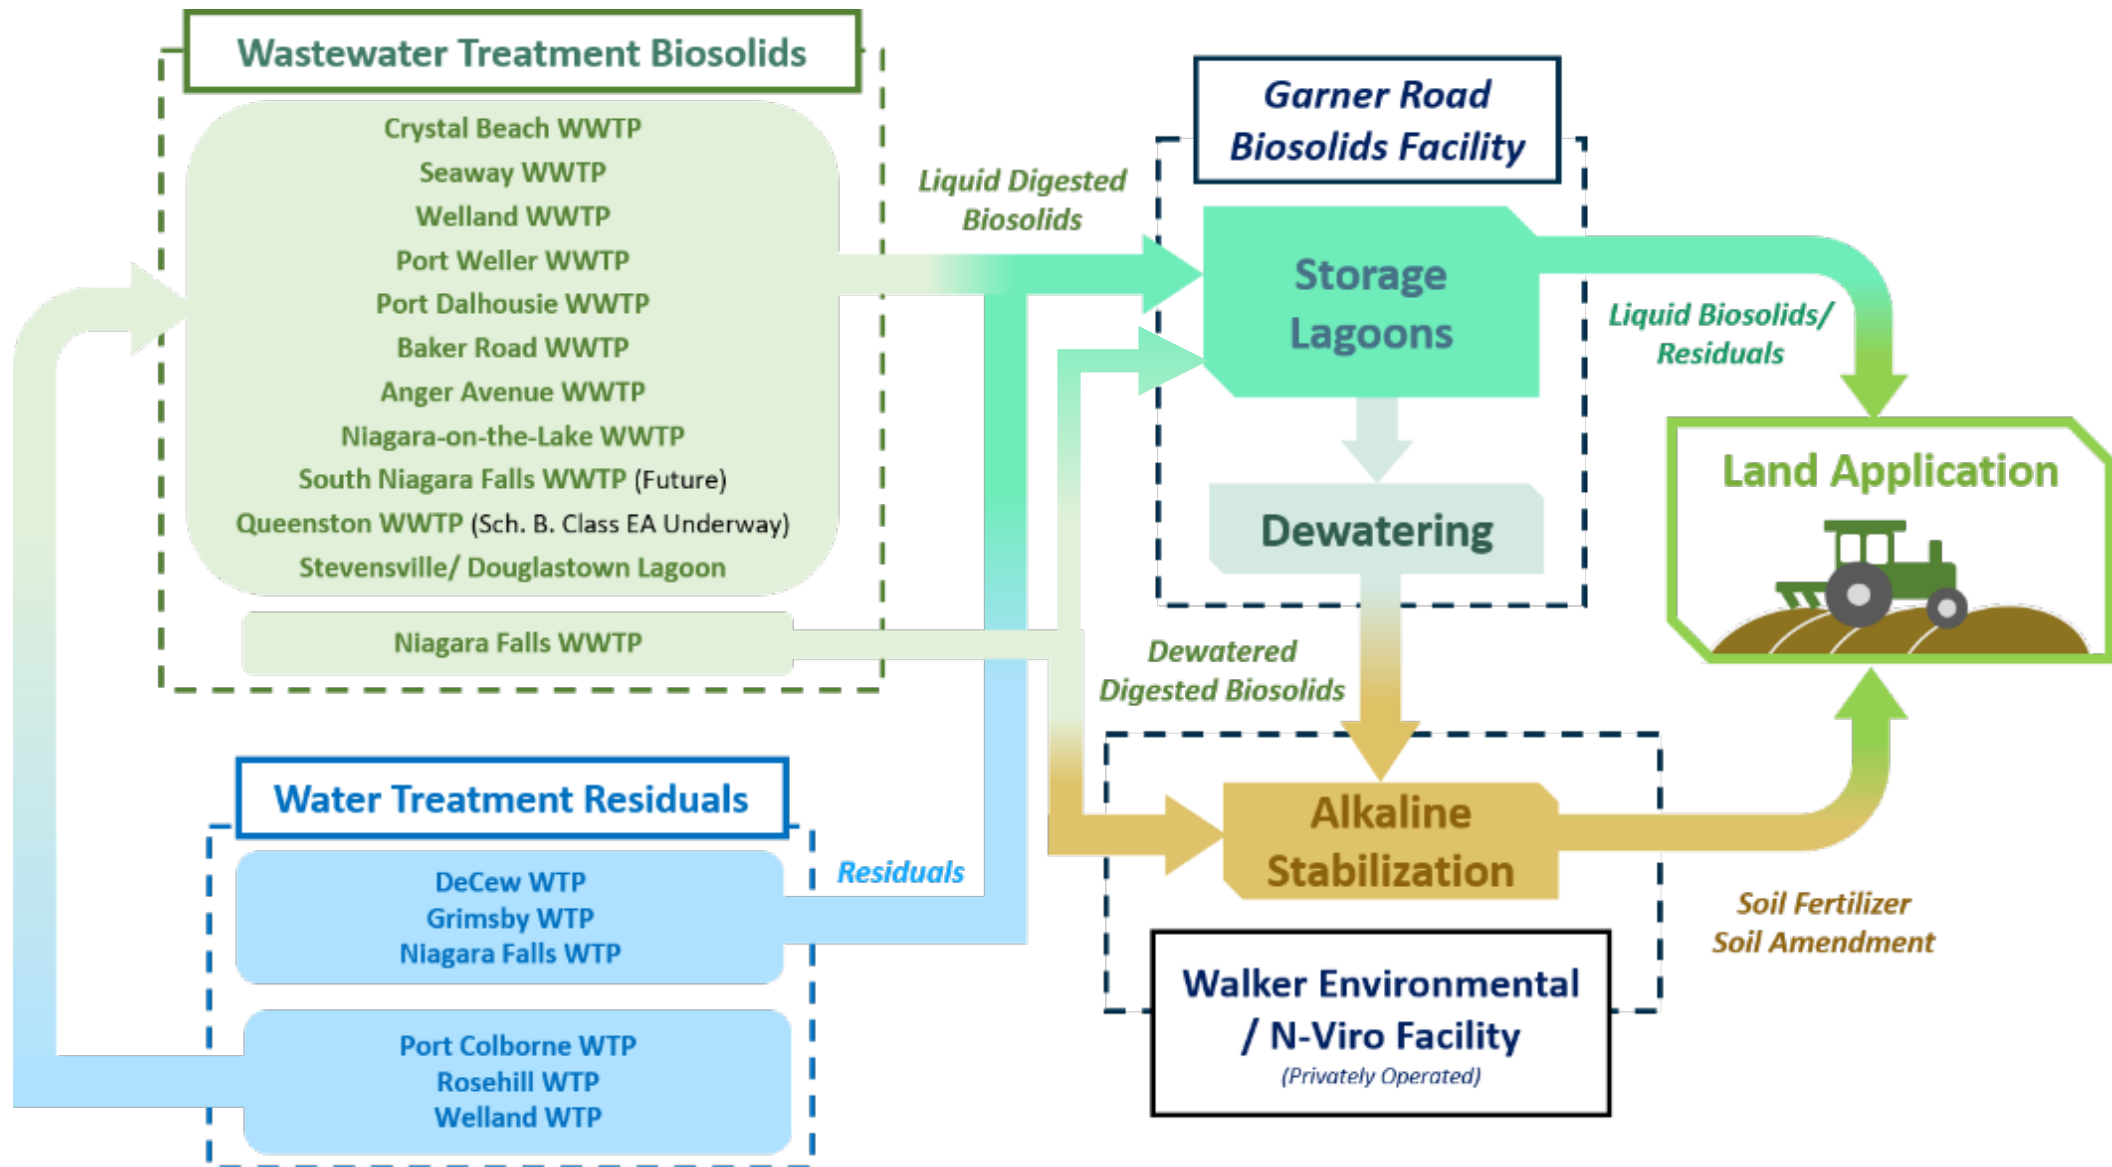 Wastewater Treatment Biosolids
Crystal Beach WWTP
Seaway WWTP
Welland WWTP
Port Weller WWTP
Port Dalhousie WWTP
Baker Road WWTP
Anger Avenue WWTP
Niagara-on-the-Lake WWTP
South Niagara Falls WWTP (Future)
Queenston WWTP (Sch. B. Class EA Underway)
Stevensville/ Douglastown Lagoon
Niagara Falls WWTP
Water Treatment Residuals
DeCew WTP
Grimsby WTP
Niagara Falls WTP
Port Colborne WTP
Rosehill WTP
Welland WTP
Liquid Digested
Biosolids
Residuals
Garner Road
Biosolids Facility
Storage
Lagoons
Dewatering
Dewatered
Digested Biosolids
Alkaline
Stabilization
Walker Environmental
/ N-Viro Facility
(Privately Operated)
Liquid Biosolids/
Residuals
Land Application
Soil Fertilizer
Soil Amendment